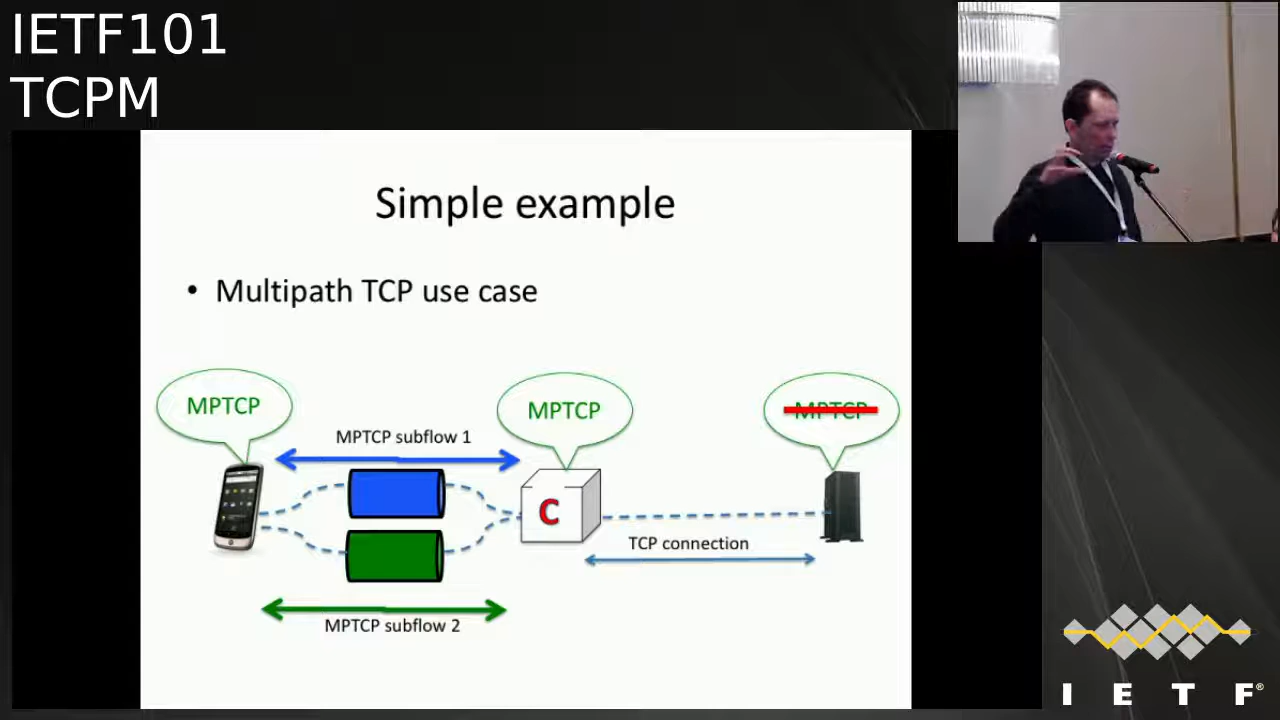 IETF101
TCPM
Simple example
• Multipath TCP use case
MPTCP
MPTCP
MPTCP
MPTCP subflow 1
C
TCP connection
MPTCP subflow 2
I E T F®